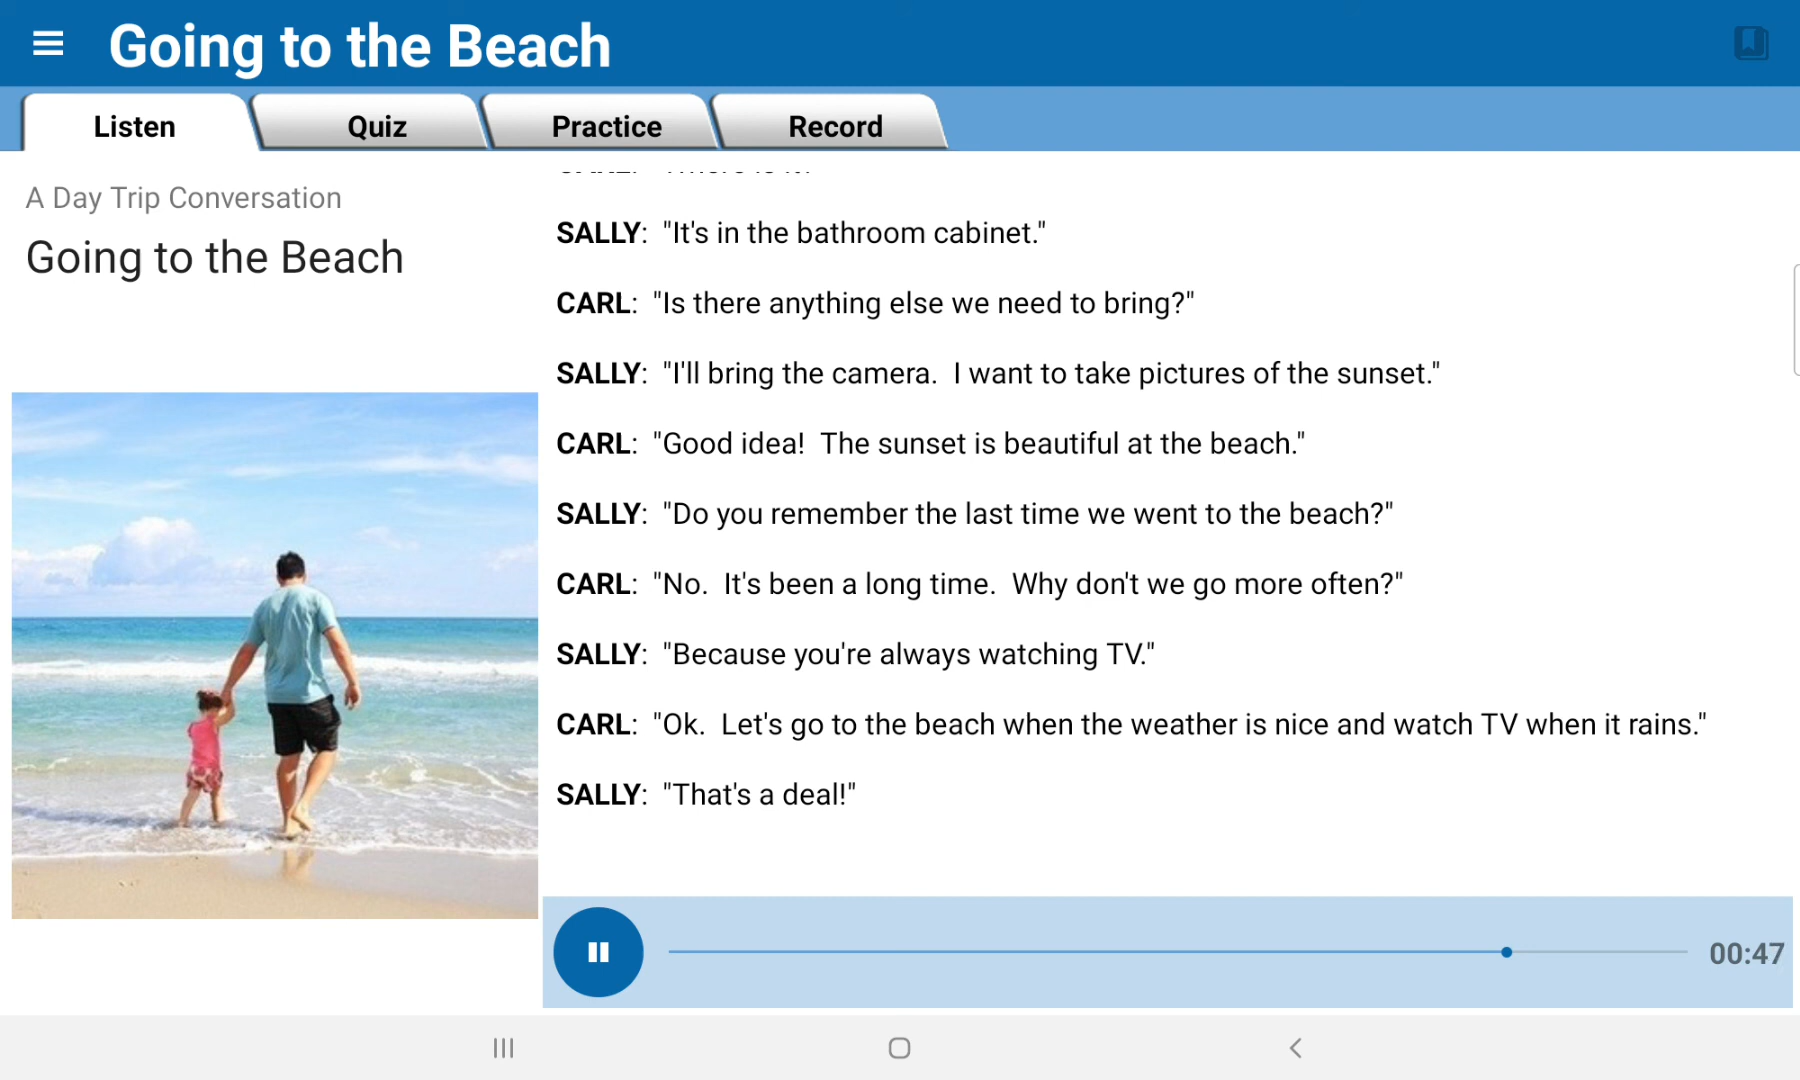 Going to the Beach
Listen
Quiz
Practice
Record
A Day Trip Conversation
Going to the Beach
SALLY: "It's in the bathroom cabinet."
CARL: "Is there anything else we need to bring?"
SALLY: "I'll bring the camera. I want to take pictures of the sunset."
CARL: "Good idea! The sunset is beautiful at the beach."
SALLY: "Do you remember the last time we went to the beach?"
CARL: "No. It's been a long time. Why don't we go more often?"
SALLY: "Because you're always watching TV."
CARL: "Ok. Let's go to the beach when the weather is nice and watch TV when it rains."
SALLY: "That's a deal!"
00:47